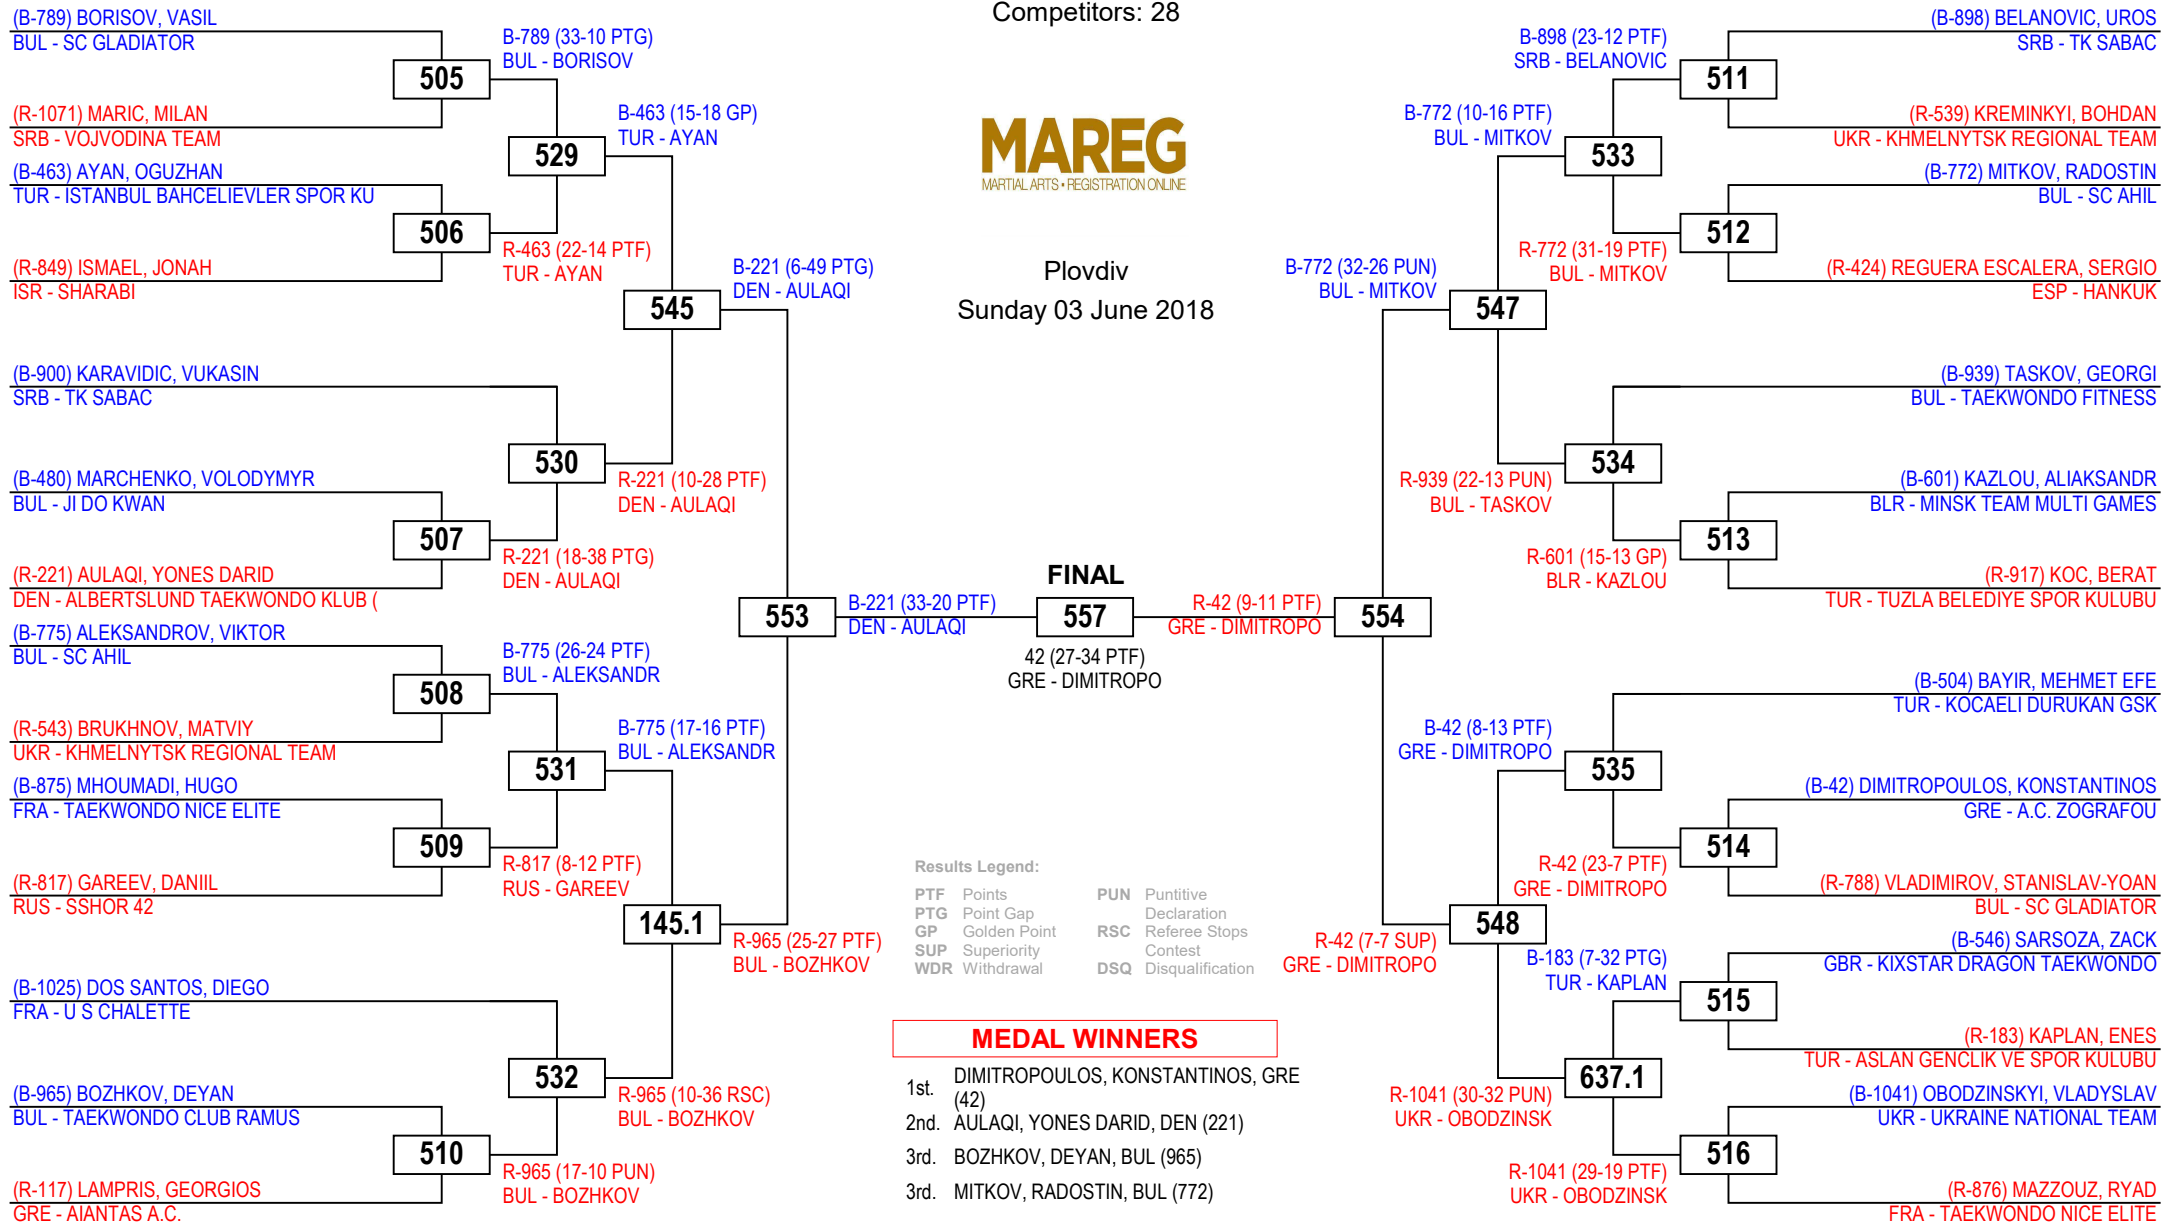 Competitors: 28
MAREG
MARTIAL ARTS • REGISTRATION ONLINE
Plovdiv
Sunday 03 June 2018
(B-789) BORISOV, VASIL
BUL - SC GLADIATOR
505
(R-1071) MARIC, MILAN
SRB - VOJVODINA TEAM
(B-463) AYAN, OGUZHAN
TUR - ISTANBUL BAHCELIEVLER SPOR KU
506
(R-849) ISMAEL, JONAH
ISR - SHARABI
(B-900) KARAVIDIC, VUKASIN
SRB - TK SABAC
(B-480) MARCHENKO, VOLODYMYR
BUL - JI DO KWAN
507
(R-221) AULAQI, YONES DARID
DEN - ALBERTSLUND TAEKWONDO KLUB (
(B-775) ALEKSANDROV, VIKTOR
BUL - SC AHIL
508
(R-543) BRUKHNOV, MATVIY
UKR - KHMELNYTSK REGIONAL TEAM
(B-875) MHOUMADI, HUGO
FRA - TAEKWONDO NICE ELITE
509
(R-817) GAREEV, DANIIL
RUS - SSHOR 42
(B-1025) DOS SANTOS, DIEGO
FRA - U S CHALETTE
(B-965) BOZHKOV, DEYAN
BUL - TAEKWONDO CLUB RAMUS
510
(R-117) LAMPRIS, GEORGIOS
GRE - AIANTAS A.C.
B-789 (33-10 PTG)
BUL - BORISOV
529
R-463 (22-14 PTF)
TUR - AYAN
530
R-221 (18-38 PTG)
DEN - AULAQI
B-775 (26-24 PTF)
BUL - ALEKSANDR
531
R-817 (8-12 PTF)
RUS - GAREEV
532
R-965 (17-10 PUN)
BUL - BOZHKOV
B-463 (15-18 GP)
TUR - AYAN
545
R-221 (10-28 PTF)
DEN - AULAQI
B-775 (17-16 PTF)
BUL - ALEKSANDR
145.1
R-965 (10-36 RSC)
BUL - BOZHKOV
B-221 (6-49 PTG)
DEN - AULAQI
553
R-965 (25-27 PTF)
BUL - BOZHKOV
B-221 (33-20 PTF)
DEN - AULAQI
FINAL
557
42 (27-34 PTF)
GRE - DIMITROPO
R-42 (9-11 PTF)
GRE - DIMITROPO
554
B-772 (32-26 PUN)
BUL - MITKOV
R-42 (7-7 SUP)
GRE - DIMITROPO
B-772 (10-16 PTF)
BUL - MITKOV
547
R-939 (22-13 PUN)
BUL - TASKOV
B-42 (8-13 PTF)
GRE - DIMITROPO
548
R-1041 (30-32 PUN)
UKR - OBODZINSK
B-898 (23-12 PTF)
SRB - BELANOVIC
533
R-772 (31-19 PTF)
BUL - MITKOV
534
R-601 (15-13 GP)
BLR - KAZLOU
535
R-42 (23-7 PTF)
GRE - DIMITROPO
B-183 (7-32 PTG)
TUR - KAPLAN
637.1
R-1041 (29-19 PTF)
UKR - OBODZINSK
(B-898) BELANOVIC, UROS
SRB - TK SABAC
511
(R-539) KREMINKYI, BOHDAN
UKR - KHMELNYTSK REGIONAL TEAM
(B-772) MITKOV, RADOSTIN
BUL - SC AHIL
512
(R-424) REGUERA ESCALERA, SERGIO
ESP - HANKUK
(B-939) TASKOV, GEORGI
BUL - TAEKWONDO FITNESS
(B-601) KAZLOU, ALIAKSANDR
BLR - MINSK TEAM MULTI GAMES
513
(R-917) KOC, BERAT
TUR - TUZLA BELEDIYE SPOR KULUBU
(B-504) BAYIR, MEHMET EFE
TUR - KOCAELI DURUKAN GSK
(B-42) DIMITROPOULOS, KONSTANTINOS
GRE - A.C. ZOGRAFOU
514
(R-788) VLADIMIROV, STANISLAV-YOAN
BUL - SC GLADIATOR
(B-546) SARSOZA, ZACK
GBR - KIXSTAR DRAGON TAEKWONDO
515
(R-183) KAPLAN, ENES
TUR - ASLAN GENCLIK VE SPOR KULUBU
(B-1041) OBODZINSKYI, VLADYSLAV
UKR - UKRAINE NATIONAL TEAM
516
(R-876) MAZZOUZ, RYAD
FRA - TAEKWONDO NICE ELITE
Results Legend:
PTF Points PUN Puntitive
PTG Point Gap Declaration
GP Golden Point RSC Referee Stops
SUP Superiority Contest
WDR Withdrawal DSQ Disqualification
MEDAL WINNERS
1st. DIMITROPOULOS, KONSTANTINOS, GRE
(42)
2nd. AULAQI, YONES DARID, DEN (221)
3rd. BOZHKOV, DEYAN, BUL (965)
3rd. MITKOV, RADOSTIN, BUL (772)